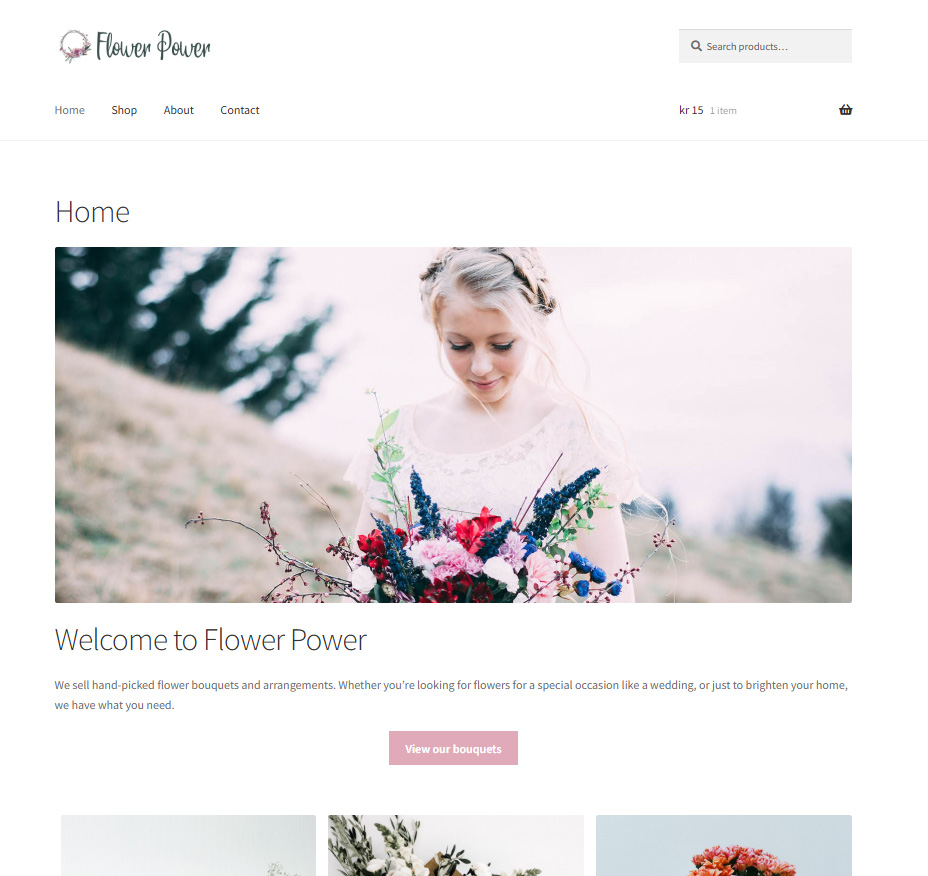 Flower Power
Search products…
Home Shop About Contact
kr 15 1 item
Home
Welcome to Flower Power
We sell hand-picked flower bouquets and arrangements. Whether you’re looking for flowers for a special occasion like a wedding, or just to brighten your home,
we have what you need.
View our bouquets